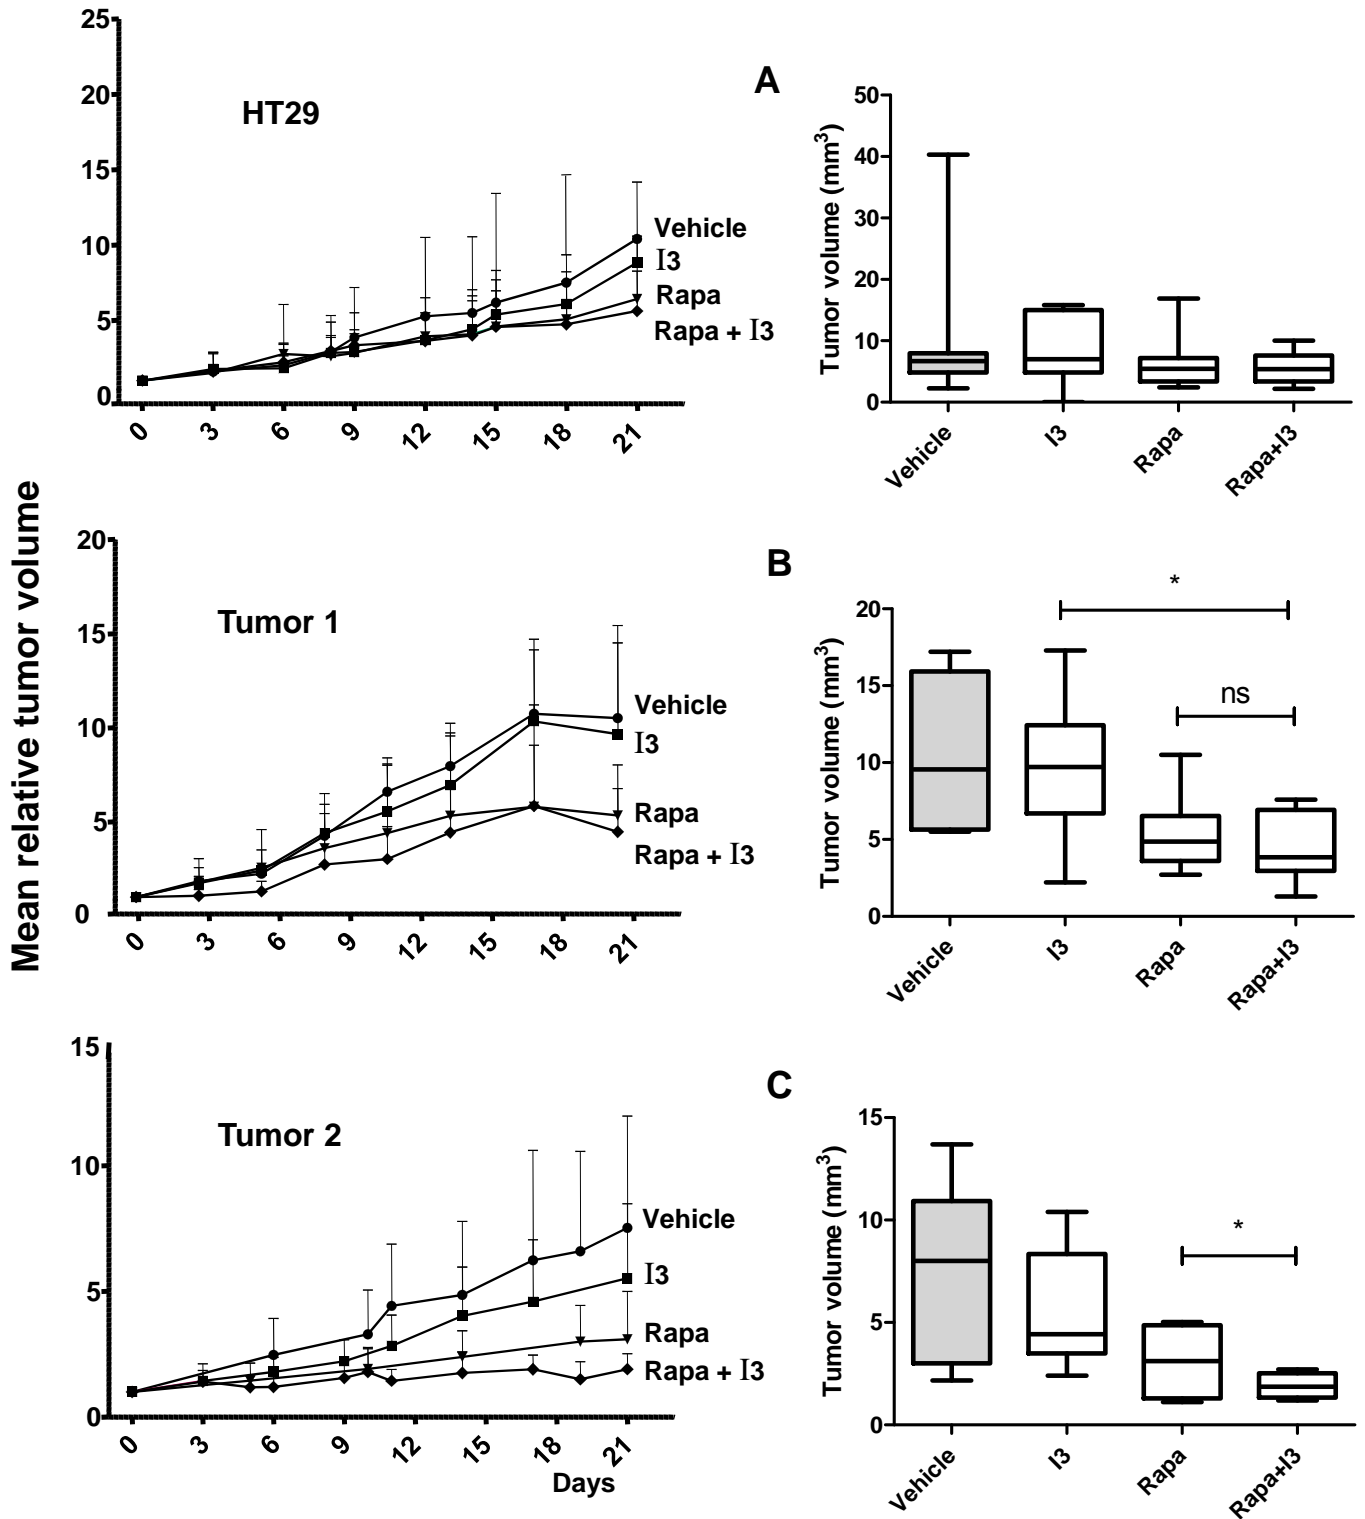 Mean relative tumor volume
HT29
25
20
15
10
5
0
0 3 6 9 12 15 18 21
Vehicle
I3
Rapa
Rapa + I3
A
Tumor volume (mm3)
50
40
30
20
10
0
Vehicle I3 Rapa Rapa+I3
Tumor 1
20
15
10
5
0
0 3 6 9 12 15 18 21
Vehicle
I3
Rapa
Rapa + I3
B
Tumor volume (mm3)
20
15
10
5
0
*
ns
Vehicle I3 Rapa Rapa+I3
Tumor 2
15
10
5
0
0 3 6 9 12 15 18 21
Days
Vehicle
I3
Rapa
Rapa + I3
C
Tumor volume (mm3)
15
10
5
0
*
Vehicle I3 Rapa Rapa+I3